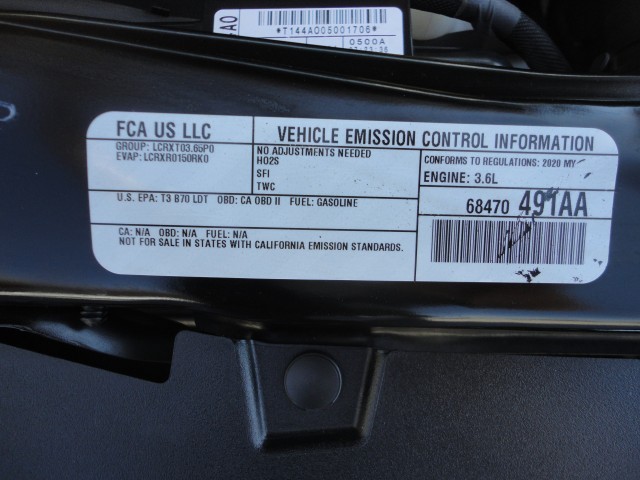 *T144AQ05001706*
0500A
FCA US LLC
VEHICLE EMISSION CONTROL INFORMATION
GROUP: LCRXT03.65P0
EVAP: LCRXR0150RK0
NO ADJUSTMENTS NEEDED
HO2S
SFI
TWC
CONFORMS TO REGULATIONS: 2020 MY
ENGINE: 3.6L
U.S. EPA: T3 B70 LDT OBD: CA OBD II FUEL: GASOLINE
68470 491AA
CA: N/A OBD: N/A FUEL: N/A
NOT FOR SALE IN STATES WITH CALIFORNIA EMISSION STANDARDS.